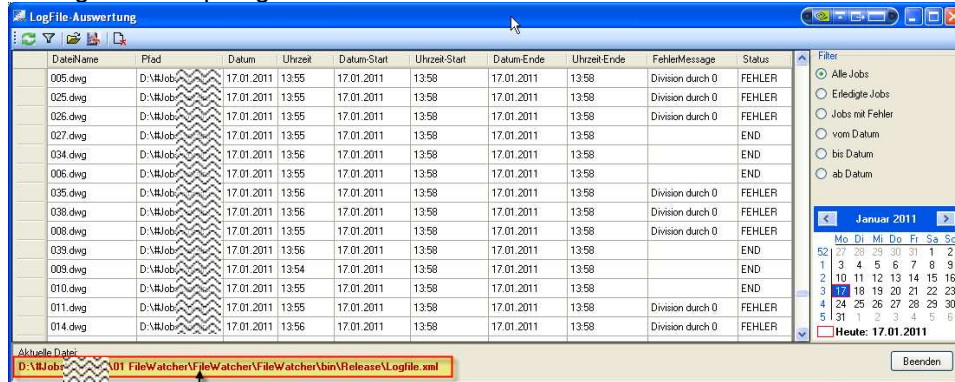 LogFile-Auswertung
DateiName Pfad Datum Uhrzeit Datum-Start Uhrzeit-Start Datum-Ende Uhrzeit-Ende FehlerMessage Status
005.dwg D:\#Jobs 17.01.2011 13:55 17.01.2011 13:58 17.01.2011 13:58 Division durch 0 FEHLER
025.dwg D:\#Jobs 17.01.2011 13:55 17.01.2011 13:58 17.01.2011 13:58 Division durch 0 FEHLER
026.dwg D:\#Jobs 17.01.2011 13:55 17.01.2011 13:58 17.01.2011 13:58 Division durch 0 FEHLER
027.dwg D:\#Jobs 17.01.2011 13:55 17.01.2011 13:58 17.01.2011 13:58 END
034.dwg D:\#Jobs 17.01.2011 13:56 17.01.2011 13:58 17.01.2011 13:58 END
006.dwg D:\#Jobs 17.01.2011 13:55 17.01.2011 13:58 17.01.2011 13:58 END
035.dwg D:\#Jobs 17.01.2011 13:56 17.01.2011 13:58 17.01.2011 13:58 Division durch 0 FEHLER
038.dwg D:\#Jobs 17.01.2011 13:56 17.01.2011 13:58 17.01.2011 13:58 Division durch 0 FEHLER
008.dwg D:\#Jobs 17.01.2011 13:55 17.01.2011 13:58 17.01.2011 13:58 Division durch 0 FEHLER
039.dwg D:\#Jobs 17.01.2011 13:56 17.01.2011 13:58 17.01.2011 13:58 END
009.dwg D:\#Jobs 17.01.2011 13:54 17.01.2011 13:58 17.01.2011 13:58 END
010.dwg D:\#Jobs 17.01.2011 13:55 17.01.2011 13:58 17.01.2011 13:58 END
011.dwg D:\#Jobs 17.01.2011 13:55 17.01.2011 13:58 17.01.2011 13:58 Division durch 0 FEHLER
014.dwg D:\#Jobs 17.01.2011 13:56 17.01.2011 13:58 17.01.2011 13:58 Division durch 0 FEHLER
Filter
Alle Jobs
Erledigte Jobs
Jobs mit Fehler
vom Datum
bis Datum
ab Datum
Januar 2011
Mo Di Mi Do Fr Sa So
52 27 28 29 30 31 1 2
1 3 4 5 6 7 8 9
2 10 11 12 13 14 15 16
3 17 18 19 20 21 22 23
4 24 25 26 27 28 29 30
5 31 1 2 3 4 5 6
Heute: 17.01.2011
Aktuelle Datei
D:\#Jobs \01 FileWatcher\FileWatcher\FileWatcher\bin\Release\Logfile.xml
Beenden